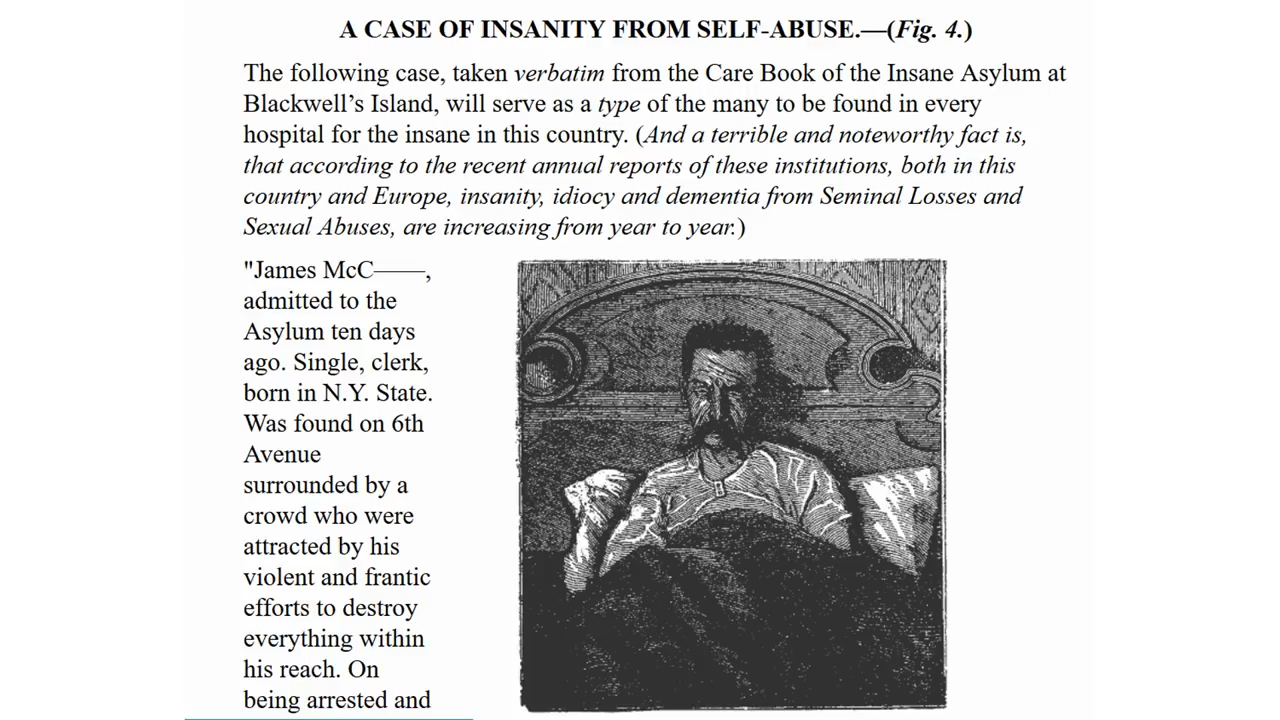 A CASE OF INSANITY FROM SELF-ABUSE.—(Fig. 4.)
The following case, taken verbatim from the Care Book of the Insane Asylum at
Blackwell’s Island, will serve as a type of the many to be found in every
hospital for the insane in this country. (And a terrible and noteworthy fact is,
that according to the recent annual reports of these institutions, both in this
country and Europe, insanity, idiocy and dementia from Seminal Losses and
Sexual Abuses, are increasing from year to year.)
"James McC——,
admitted to the
Asylum ten days
ago. Single, clerk,
born in N.Y. State.
Was found on 6th
Avenue
surrounded by a
crowd who were
attracted by his
violent and frantic
efforts to destroy
everything within
his reach. On
being arrested and